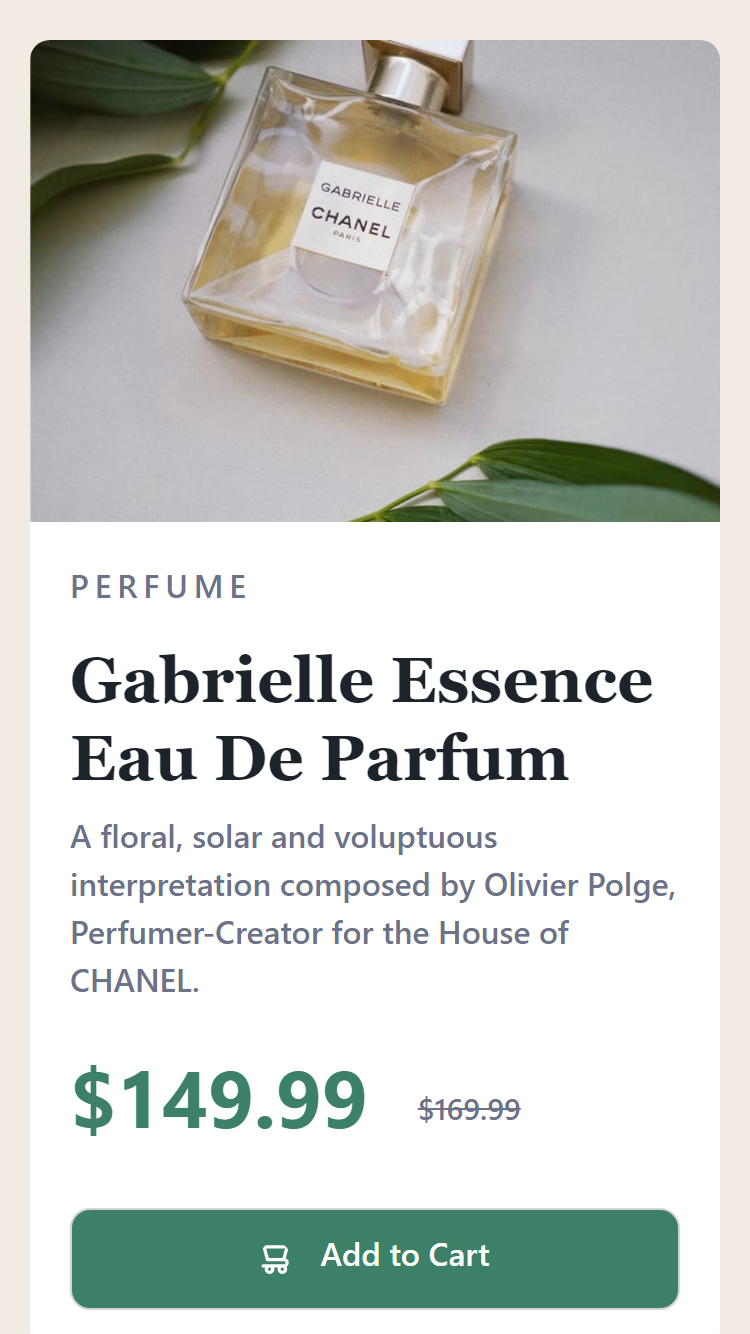 GABRIELLE
CHANEL
PARIS
PERFUME
Gabrielle Essence
Eau De Parfum
A floral, solar and voluptuous
interpretation composed by Olivier Polge,
Perfumer-Creator for the House of
CHANEL.
$149.99 $169.99
Add to Cart